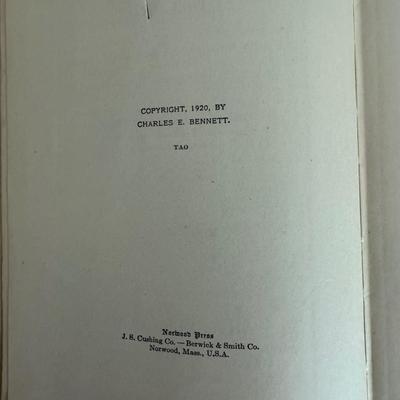 COPYRIGHT, 1920, BY
CHARLES E. BENNETT.
TAO
Norwood Press
J. S. Cushing Co. — Berwick & Smith Co.
Norwood, Mass., U.S.A.